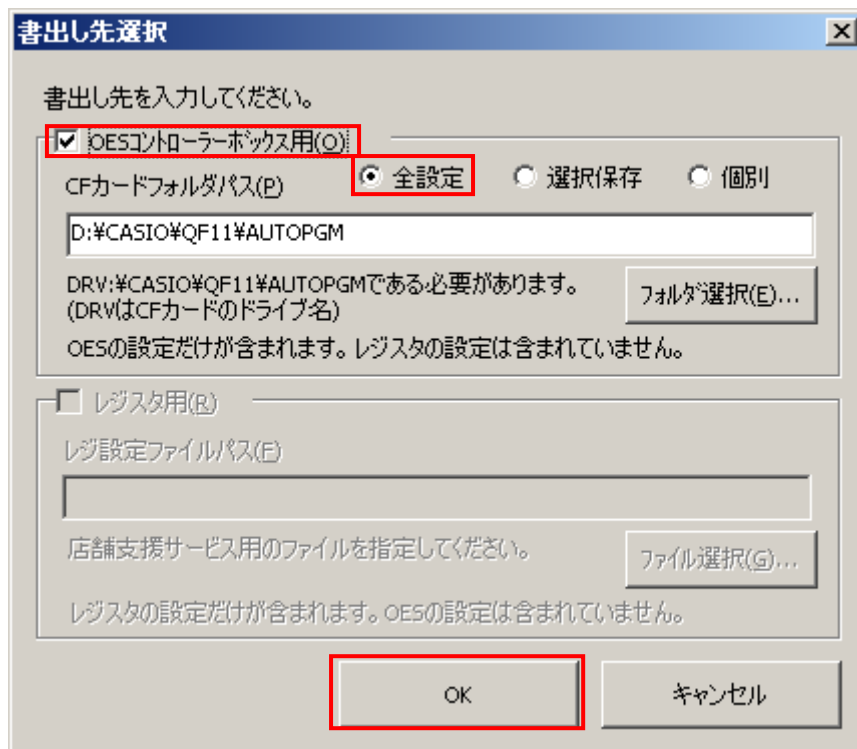 書出し先選択
書出し先を入力してください。
OESコントローラーボックス用(O)
CFカードフォルダパス(P) 全設定 選択保存 個別
D:¥CASIO¥QF11¥AUTOPGM
DRV:¥CASIO¥QF11¥AUTOPGMである必要があります。
(DRVはCFカードのドライブ名)
フォルダ選択(E)...
OESの設定だけが含まれます。レジスタの設定は含まれていません。
レジスタ用(R)
レジ設定ファイルパス(F)
店舗支援サービス用のファイルを指定してください。
ファイル選択(G)...
レジスタの設定だけが含まれます。OESの設定は含まれていません。
OK キャンセル